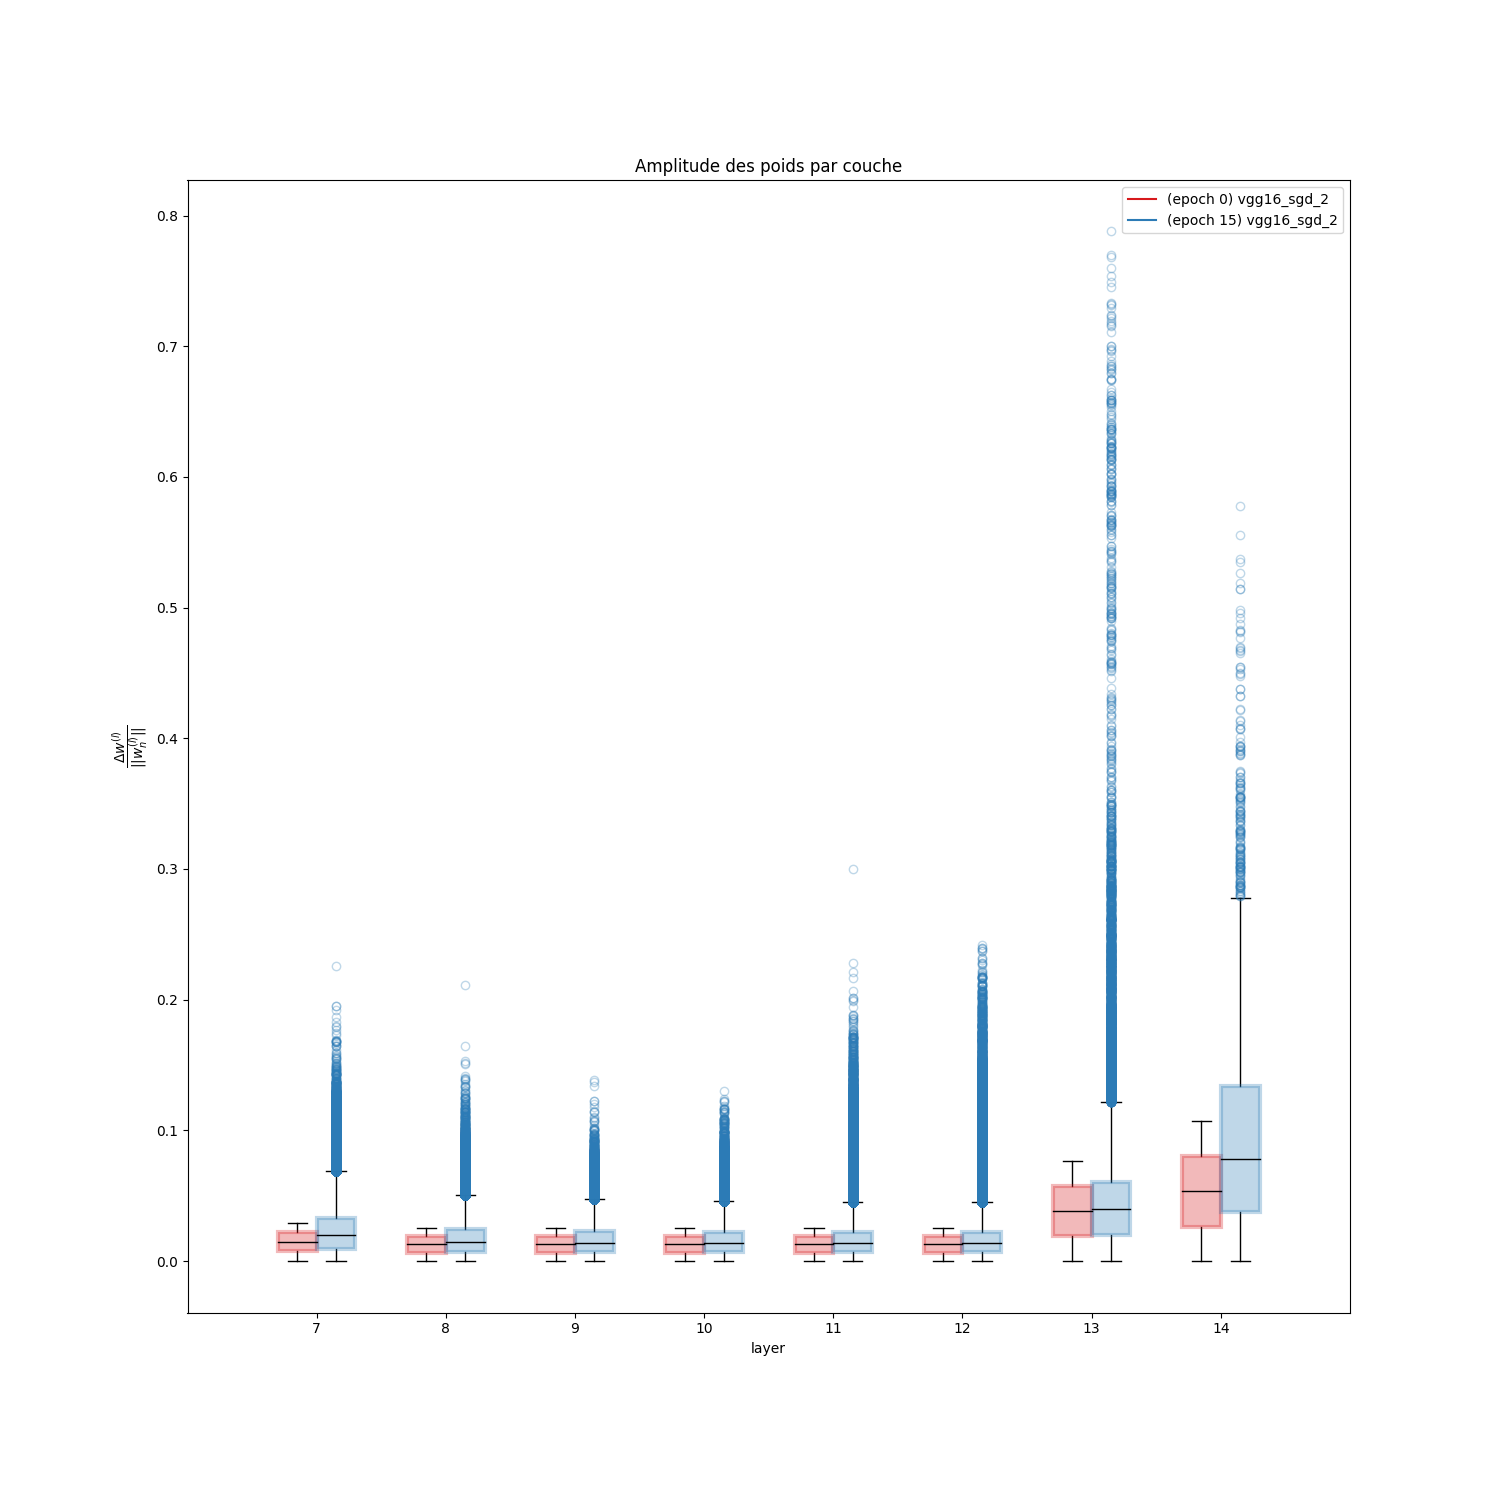 Amplitude des poids par couche
(epoch 0) vgg16_sgd_2
(epoch 15) vgg16_sgd_2
0.8
0.7
0.6
0.5
0.4
0.3
0.2
0.1
0.0
Δw^(l)
||w_n^(l)||
7 8 9 10 11 12 13 14
layer